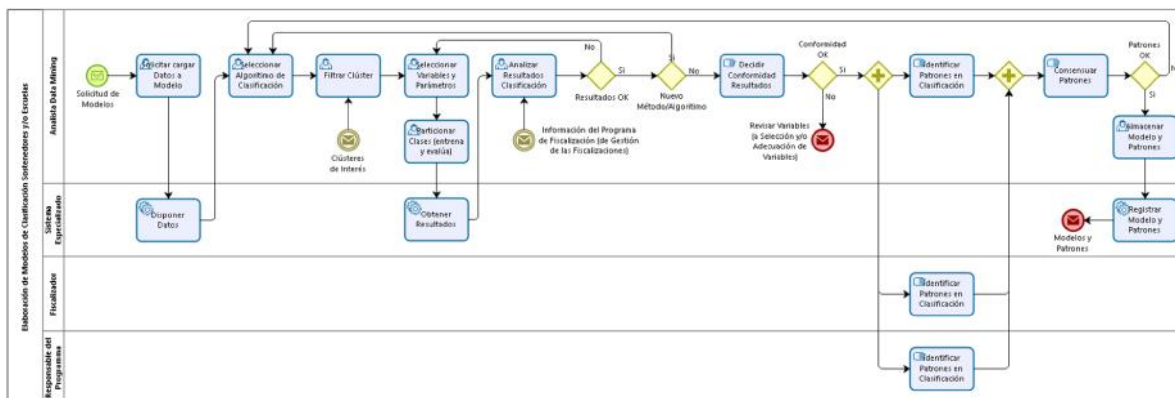 Elaboración de Modelos de Clasificación Sostenedores y/o Escuelas
Analista Data Mining
Solicitud de
Modelos
Solicitar cargar
Datos a
Modelo
Seleccionar
Algoritimo de
Clasificación
Filtrar Clúster
Clústeres
de Interés
Seleccionar
Variables y
Parámetros
Particionar
Clases (entrena
y evalúa)
Analizar
Resultados
Clasificación
Información del Programa
de Fiscalización (de Gestión
de las Fiscalizaciones)
No
Si
Resultados OK
Si
No
Nuevo
Método/Algoritimo
Decidir
Conformidad
Resultados
Conformidad
OK
Si
No
Revisar Variables
(a Selección y/o
Adecuación de
Variables)
Identificar
Patrones en
Clasificación
Consensuar
Patrones
Patrones
OK
Si
Almacenar
Modelo y
Patrones
Sistema
Especializado
Disponer
Datos
Obtener
Resultados
Modelos y
Patrones
Registrar
Modelo y
Patrones
Fiscalizador
Identificar
Patrones en
Clasificación
Responsable del
Programa
Identificar
Patrones en
Clasificación